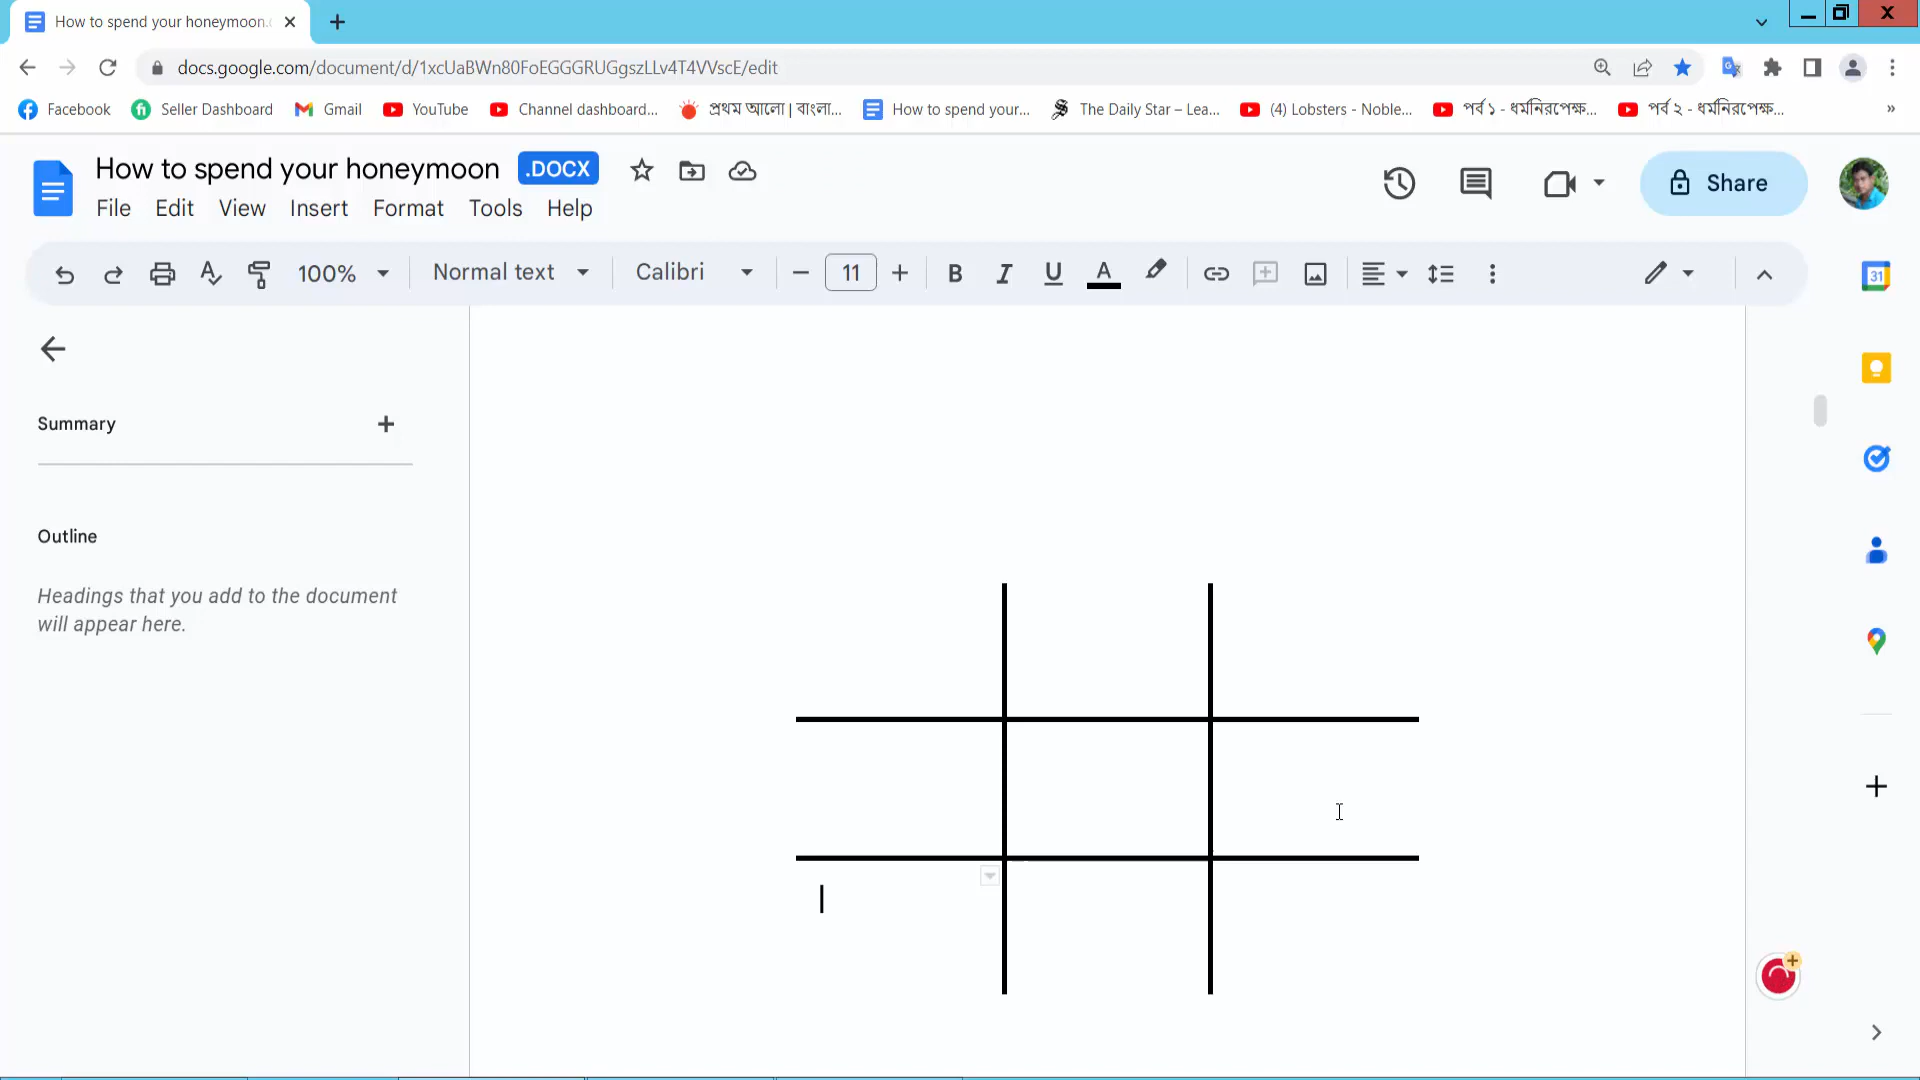 How to spend your honeymoon.
docs.google.com/document/d/1xcUaBWn80FoEGGGRUGgszLLv4T4VVscE/edit
Facebook
Seller Dashboard
Gmail
YouTube
Channel dashboard...
প্রথম আলো | বাংলা...
How to spend your...
The Daily Star – Lea...
(4) Lobsters - Noble...
পর্ব ১ - ধর্মনিরপেক্ষ...
পর্ব ২ - ধর্মনিরপেক্ষ...
»
How to spend your honeymoon .DOCX
File Edit View Insert Format Tools Help
Share
100%
Normal text
Calibri
11
B I U A
31
Summary
Outline
Headings that you add to the document
will appear here.